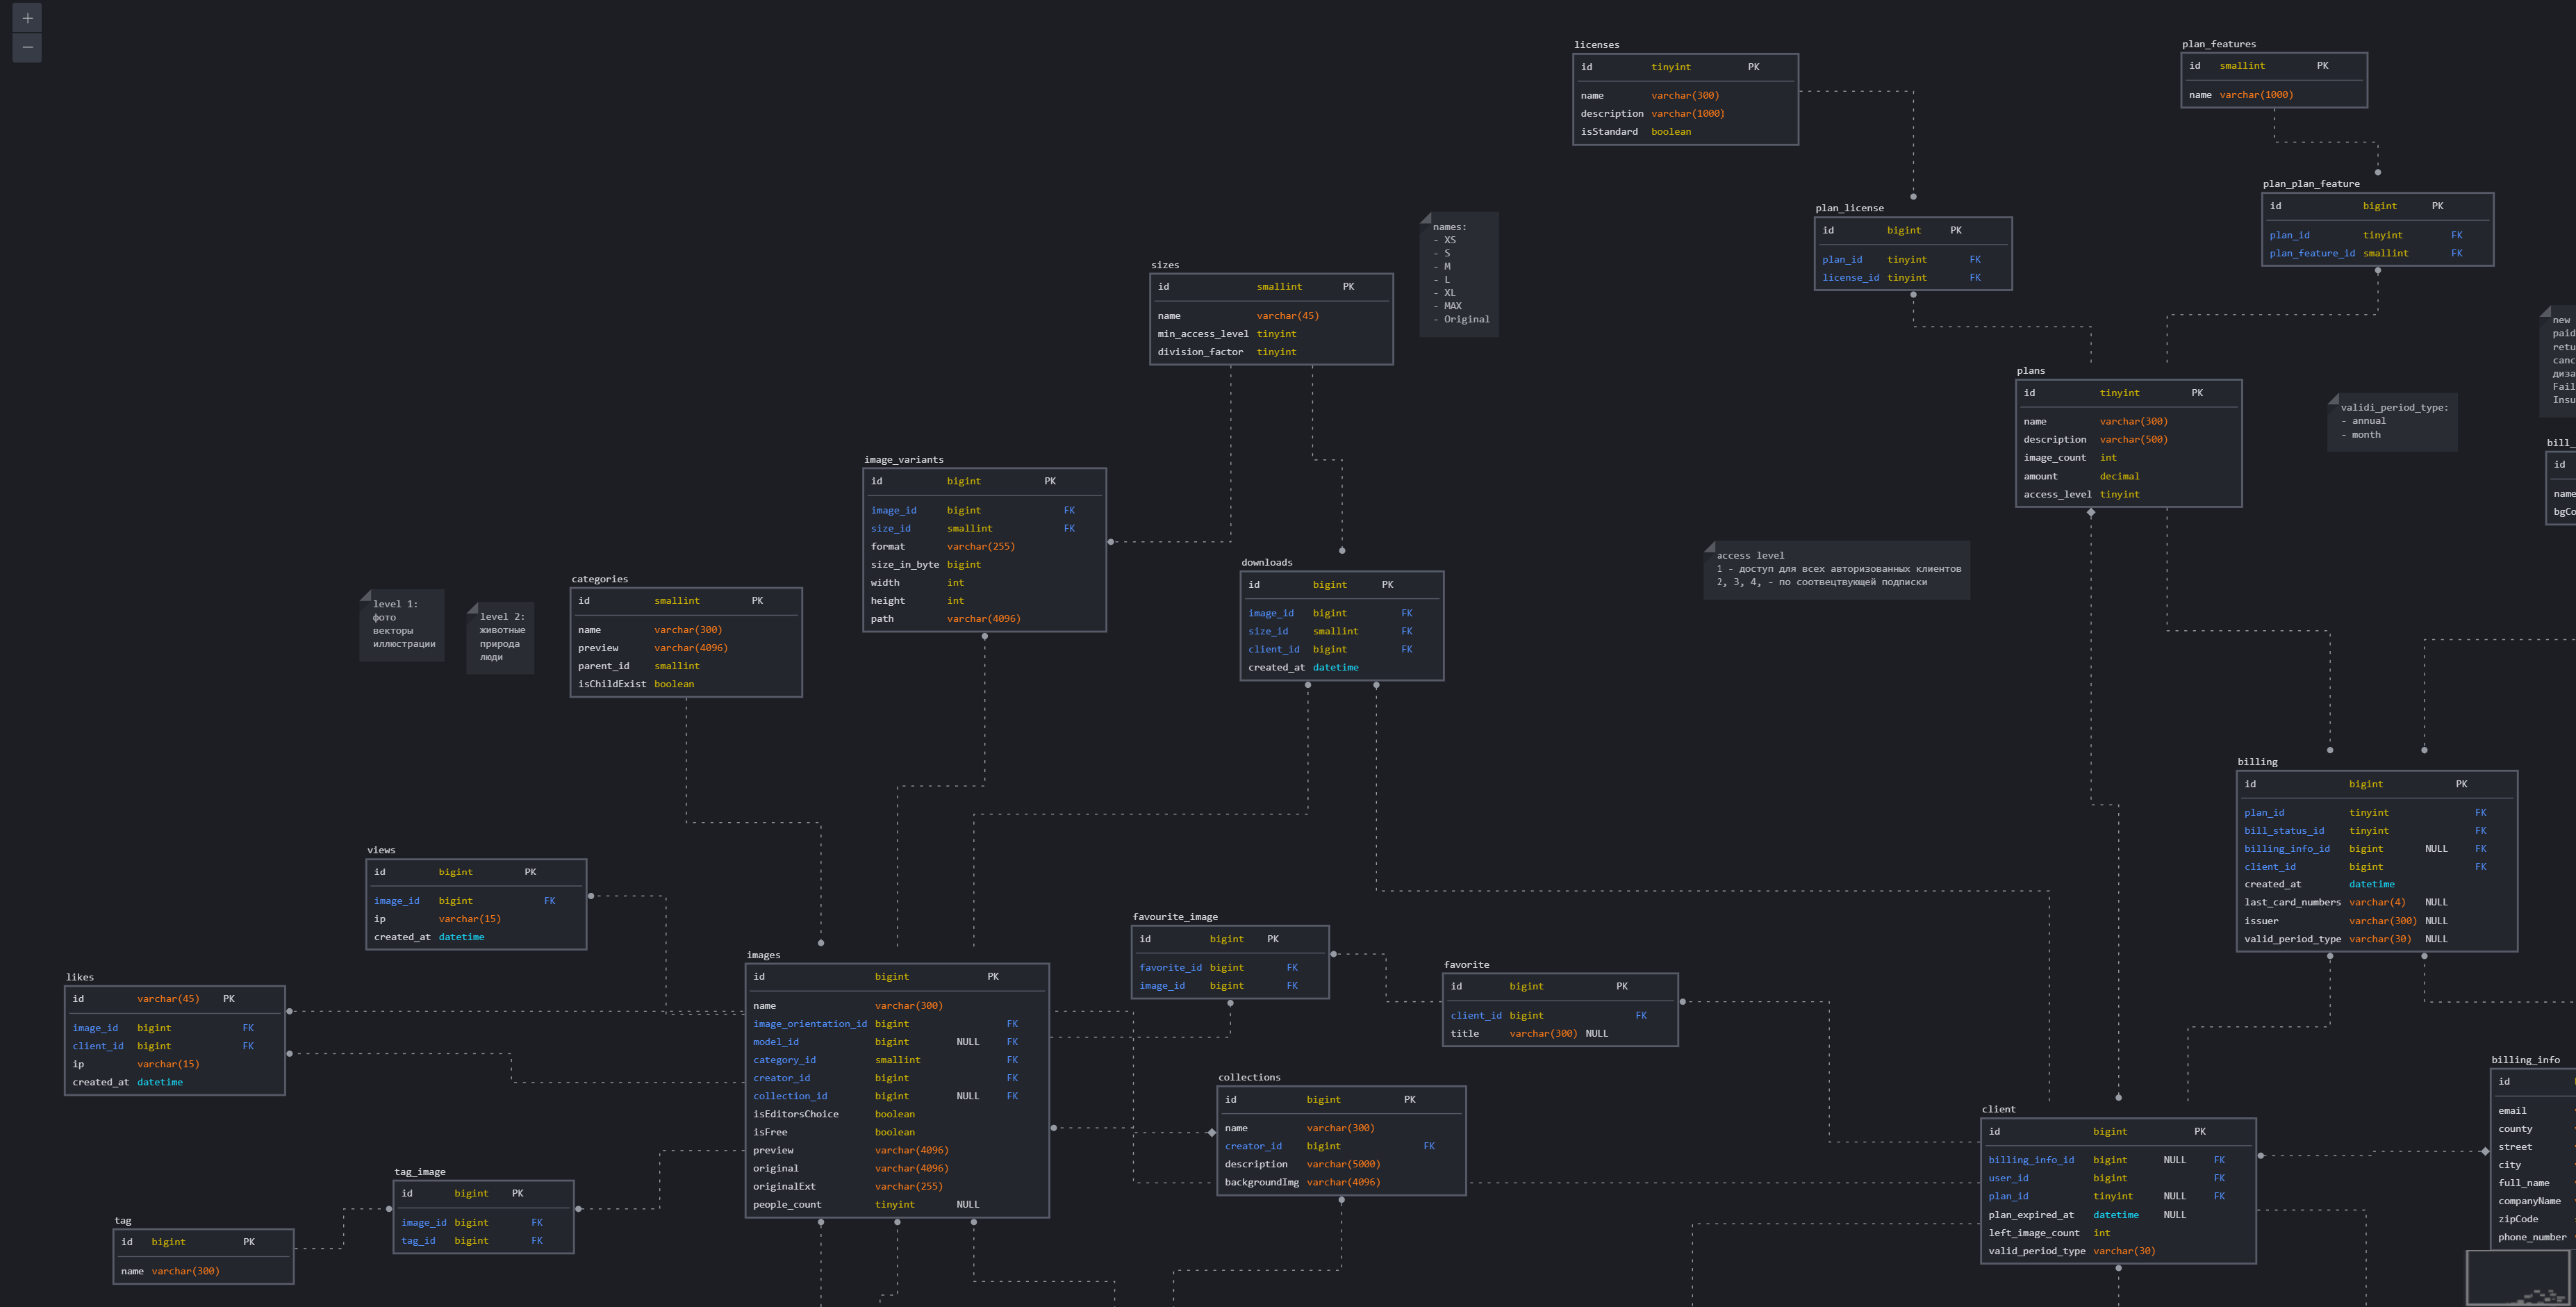 licenses
id tinyint PK
name varchar(300)
description varchar(1000)
isStandard boolean
plan_features
id smallint PK
name varchar(1000)
plan_plan_feature
id bigint PK
plan_id tinyint FK
plan_feature_id smallint FK
plan_license
id bigint PK
plan_id tinyint FK
license_id tinyint FK
names:
- XS
- S
- M
- L
- XL
- MAX
- Original
sizes
id smallint PK
name varchar(45)
min_access_level tinyint
division_factor tinyint
new
paid
retu
canc
диза
Fail
Insu
plans
id tinyint PK
name varchar(300)
description varchar(500)
image_count int
amount decimal
access_level tinyint
validi_period_type:
- annual
- month
bill_
id
name
bgCo
image_variants
id bigint PK
image_id bigint FK
size_id smallint FK
format varchar(255)
size_in_byte bigint
width int
height int
path varchar(4096)
access level
1 - доступ для всех авторизованных клиентов
2, 3, 4, - по соотвецтвующей подписки
downloads
id bigint PK
image_id bigint FK
size_id smallint FK
client_id bigint FK
created_at datetime
level 1:
фото
векторы
иллюстрации
level 2:
животные
природа
люди
categories
id smallint PK
name varchar(300)
preview varchar(4096)
parent_id smallint
isChildExist boolean
billing
id bigint PK
plan_id tinyint FK
bill_status_id tinyint FK
billing_info_id bigint NULL FK
client_id bigint FK
created_at datetime
last_card_numbers varchar(4) NULL
issuer varchar(300) NULL
valid_period_type varchar(30) NULL
views
id bigint PK
image_id bigint FK
ip varchar(15)
created_at datetime
favourite_image
id bigint PK
favorite_id bigint FK
image_id bigint FK
favorite
id bigint PK
client_id bigint FK
title varchar(300) NULL
likes
id varchar(45) PK
image_id bigint FK
client_id bigint FK
ip varchar(15)
created_at datetime
images
id bigint PK
name varchar(300)
image_orientation_id bigint FK
model_id bigint NULL FK
category_id smallint FK
creator_id bigint FK
collection_id bigint NULL FK
isEditorsChoice boolean
isFree boolean
preview varchar(4096)
original varchar(4096)
originalExt varchar(255)
people_count tinyint NULL
collections
id bigint PK
name varchar(300)
creator_id bigint FK
description varchar(5000)
backgroundImg varchar(4096)
client
id bigint PK
billing_info_id bigint NULL FK
user_id bigint FK
plan_id tinyint NULL FK
plan_expired_at datetime NULL
left_image_count int
valid_period_type varchar(30)
billing_info
id
email
county
street
city
full_name
companyName
zipCode
phone_number
tag_image
id bigint PK
image_id bigint FK
tag_id bigint FK
tag
id bigint PK
name varchar(300)